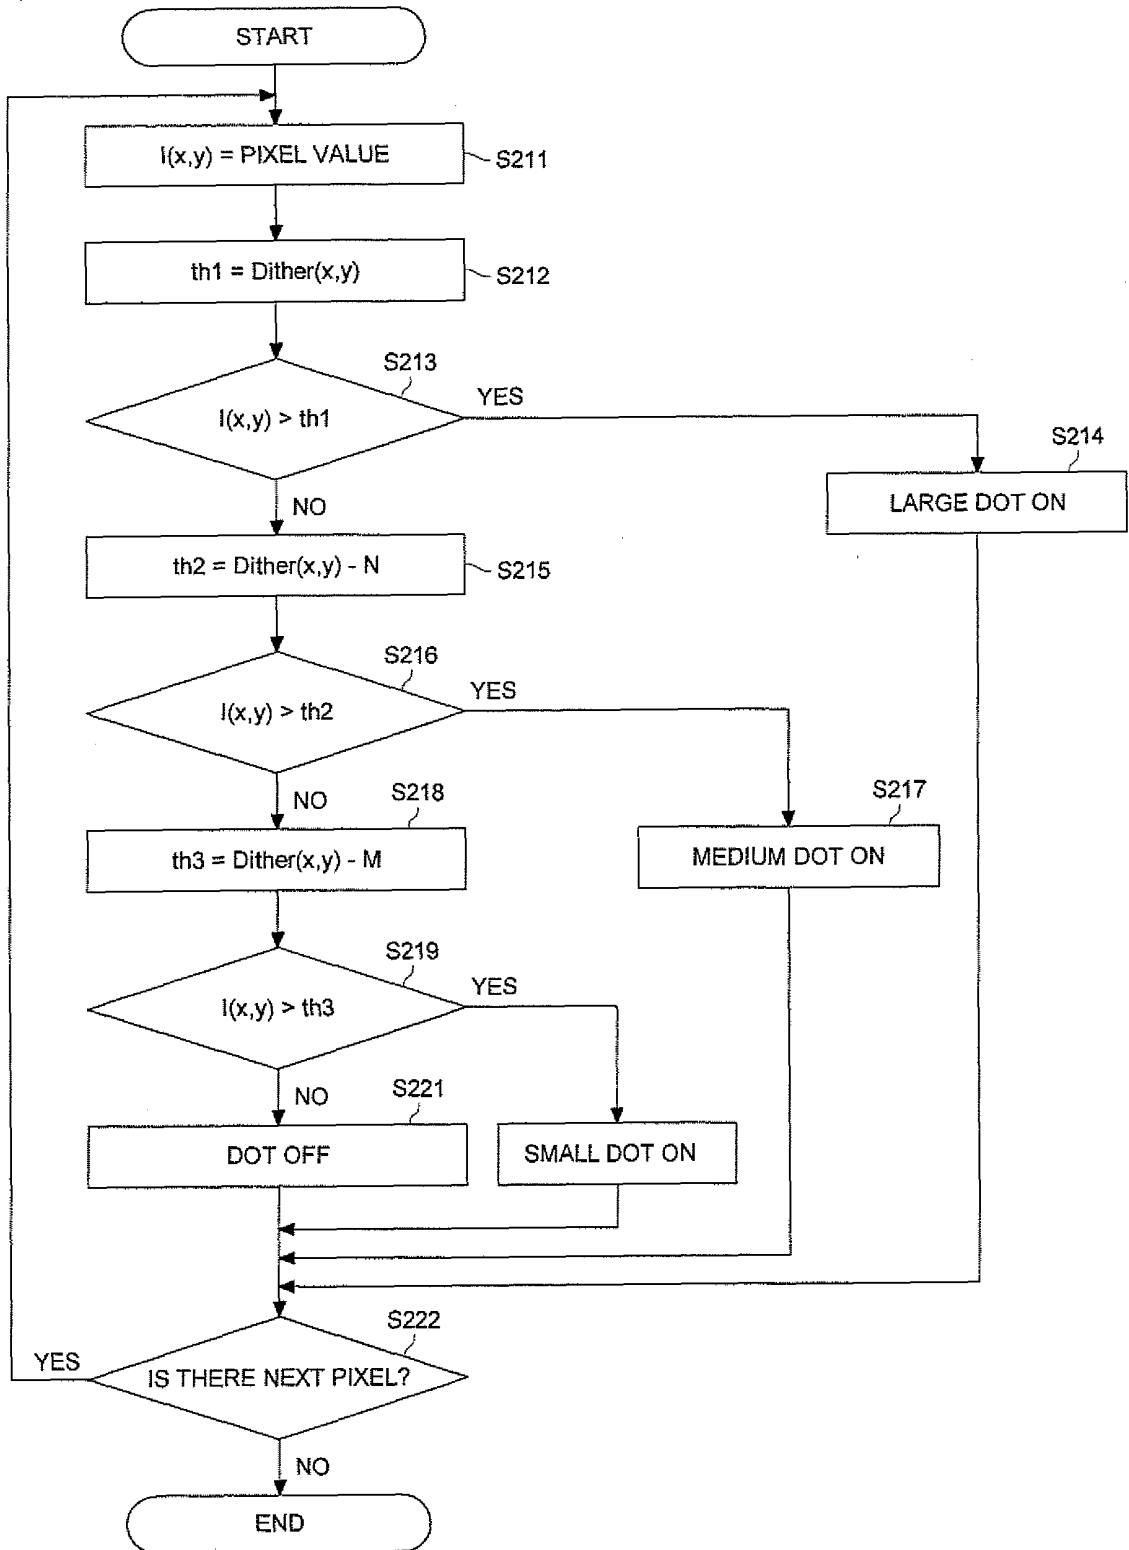 START
I(x,y) = PIXEL VALUE
S211
th1 = Dither(x,y)
S212
S213
I(x,y) > th1
YES
S214
LARGE DOT ON
NO
th2 = Dither(x,y) - N
S215
S216
I(x,y) > th2
YES
S217
MEDIUM DOT ON
NO
S218
th3 = Dither(x,y) - M
S219
I(x,y) > th3
YES
NO
S221
DOT OFF
SMALL DOT ON
S222
YES
IS THERE NEXT PIXEL?
NO
END